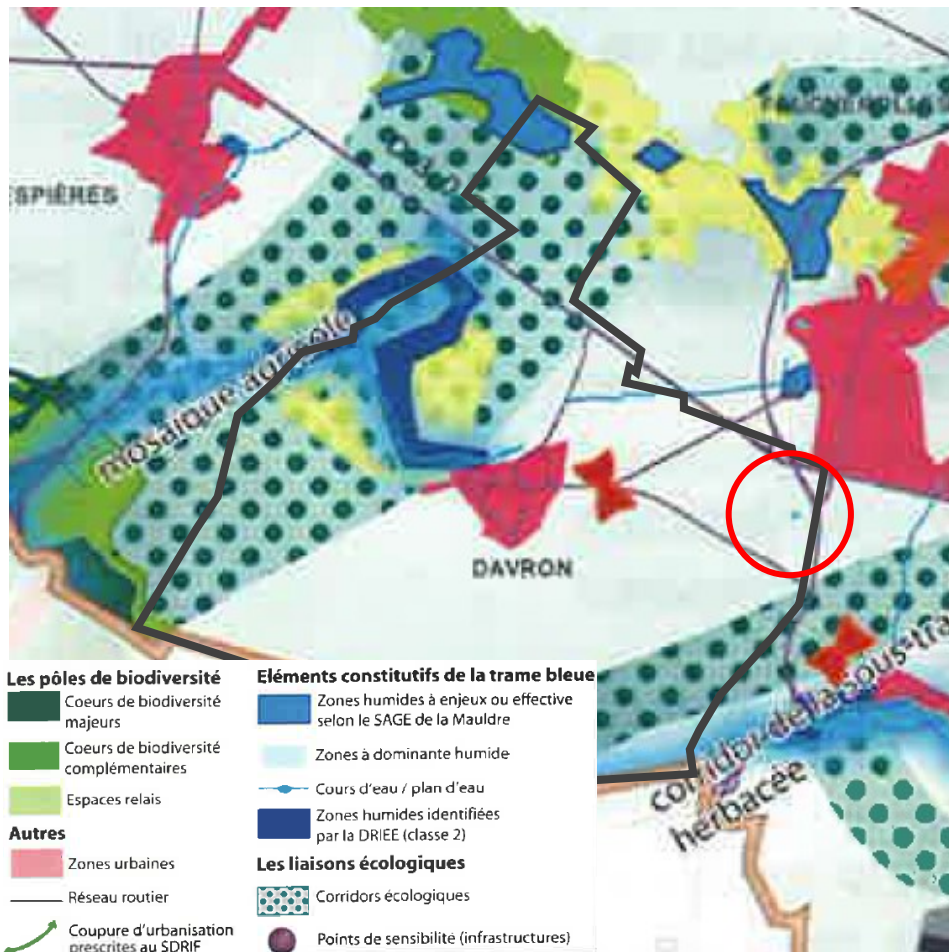 ESPIÈRES
mosaïque agricole
DAVRON
corridor de la sous-tra
herbacée
Les pôles de biodiversité
Coeurs de biodiversité
majeurs
Coeurs de biodiversité
complémentaires
Espaces relais
Autres
Zones urbaines
Réseau routier
Coupure d'urbanisation
prescrites au SDRIF
Eléments constitutifs de la trame bleue
Zones humides à enjeux ou effective
selon le SAGE de la Mauldre
Zones à dominante humide
Cours d'eau / plan d'eau
Zones humides identifiées
par la DRIEE (classe 2)
Les liaisons écologiques
Corridors écologiques
Points de sensibilité (infrastructures)